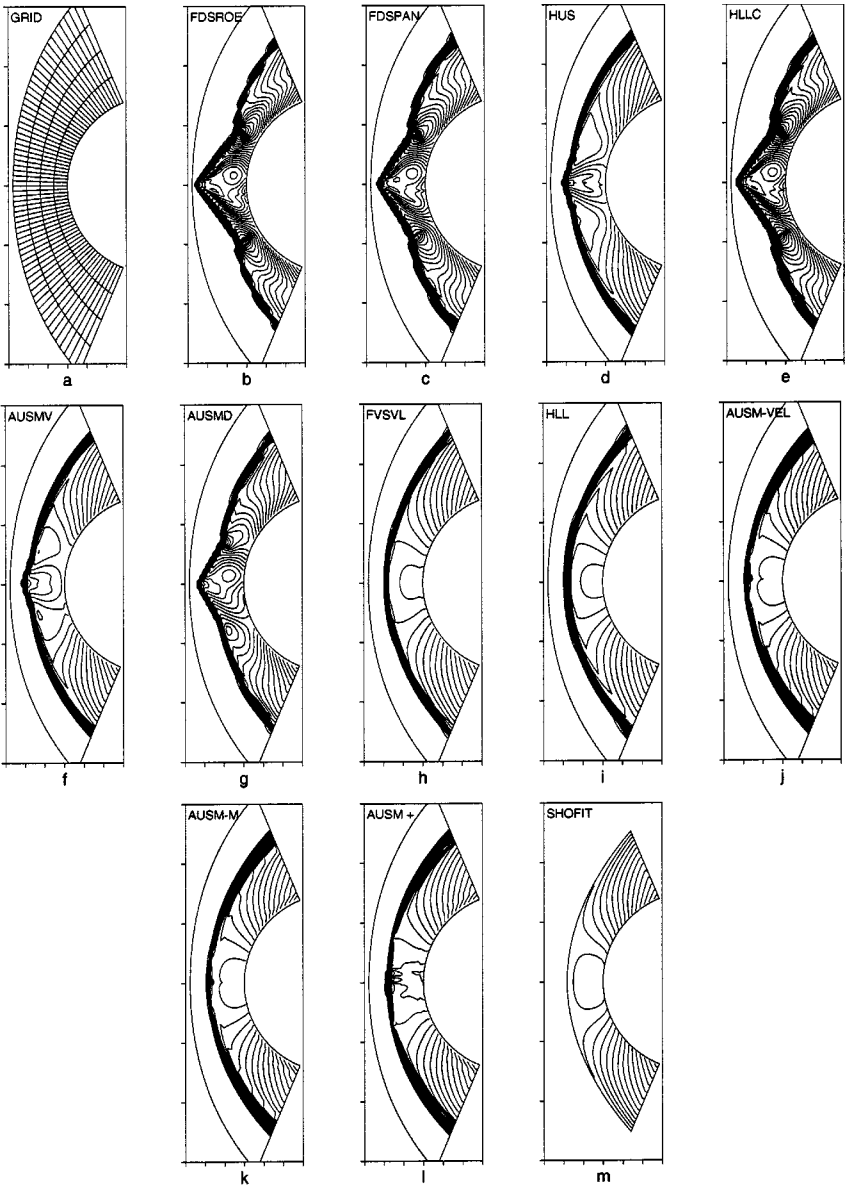 GRID
a
FDSROE
b
FDSPAN
c
HUS
d
HLLC
e
AUSMV
f
AUSMD
g
FVSVL
h
HLL
i
AUSM-VEL
j
AUSM-M
k
AUSM +
l
SHOFIT
m